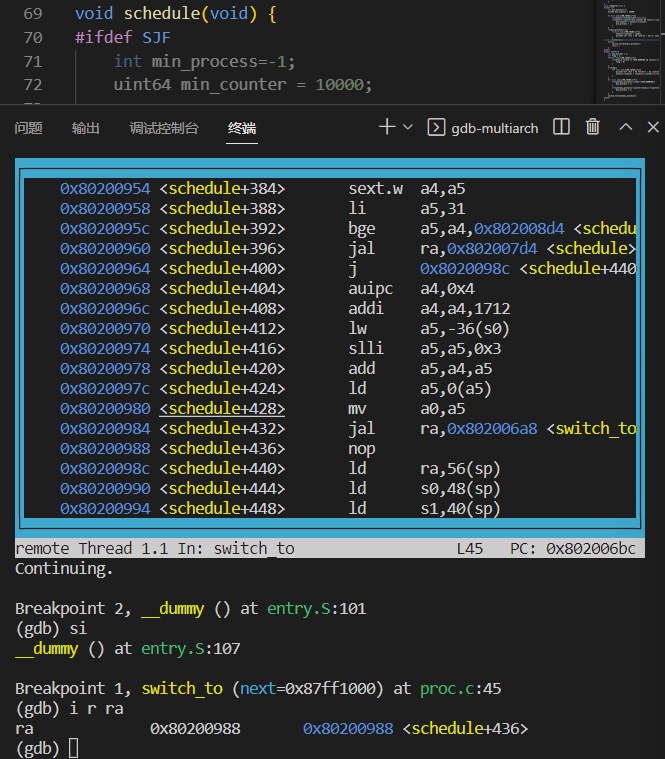 69 void schedule(void) {
70 #ifdef SJF
71 int min_process=-1;
72 uint64 min_counter = 10000;
问题 输出 调试控制台 终端 gdb-multiarch
0x80200954 <schedule+384> sext.w a4,a5
0x80200958 <schedule+388> li a5,31
0x8020095c <schedule+392> bge a5,a4,0x802008d4 <schedu
0x80200960 <schedule+396> jal ra,0x802007d4 <schedule>
0x80200964 <schedule+400> j 0x8020098c <schedule+440
0x80200968 <schedule+404> auipc a4,0x4
0x8020096c <schedule+408> addi a4,a4,1712
0x80200970 <schedule+412> lw a5,-36(s0)
0x80200974 <schedule+416> slli a5,a5,0x3
0x80200978 <schedule+420> add a5,a4,a5
0x8020097c <schedule+424> ld a5,0(a5)
0x80200980 <schedule+428> mv a0,a5
0x80200984 <schedule+432> jal ra,0x802006a8 <switch_to
0x80200988 <schedule+436> nop
0x8020098c <schedule+440> ld ra,56(sp)
0x80200990 <schedule+444> ld s0,48(sp)
0x80200994 <schedule+448> ld s1,40(sp)
remote Thread 1.1 In: switch_to L45 PC: 0x802006bc
Continuing.
Breakpoint 2, __dummy () at entry.S:101
(gdb) si
__dummy () at entry.S:107
Breakpoint 1, switch_to (next=0x87ff1000) at proc.c:45
(gdb) i r ra
ra 0x80200988 0x80200988 <schedule+436>
(gdb)